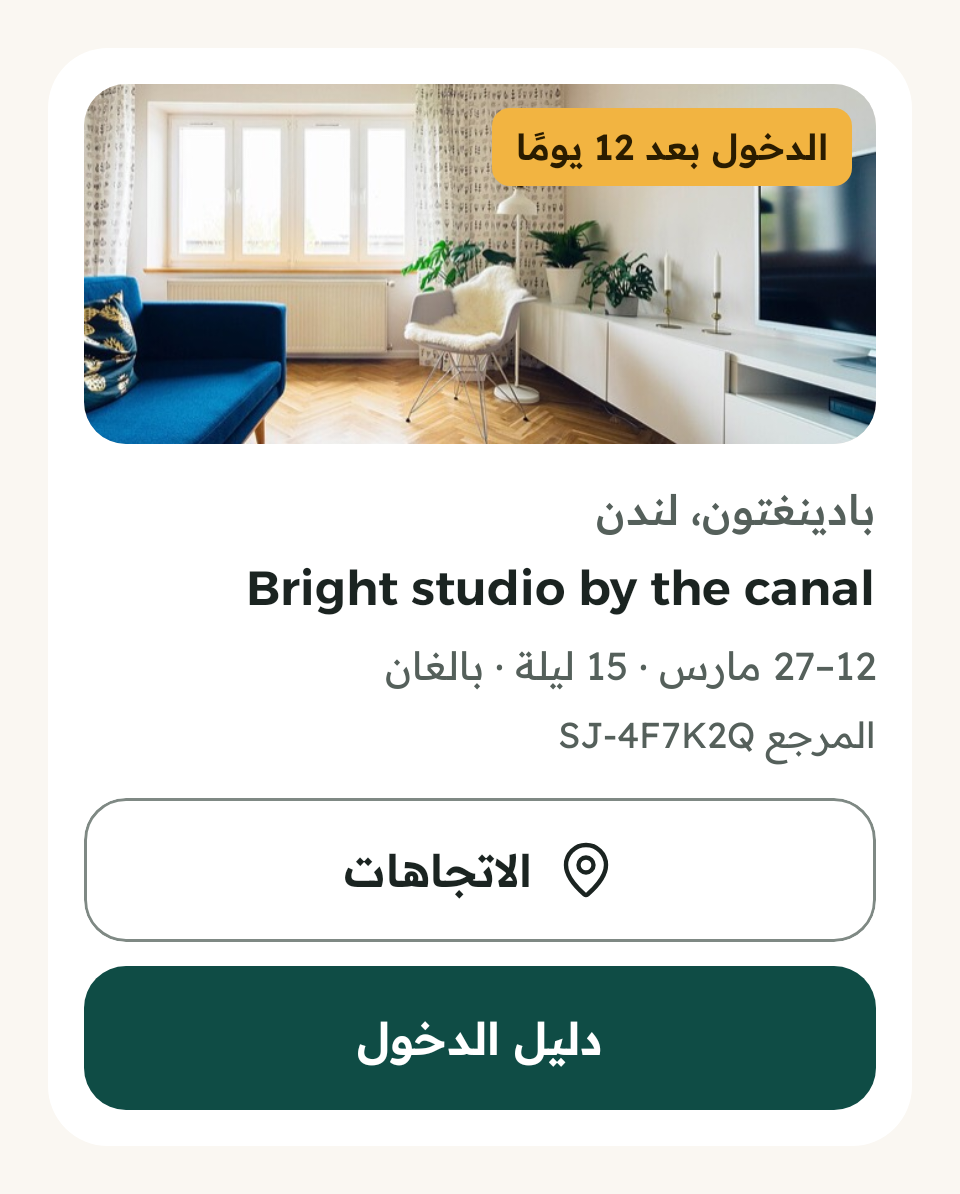 الدخول بعد 12 يومًا
بادينغتون، لندن
Bright studio by the canal
12–27 مارس · 15 ليلة · بالغان
المرجع SJ-4F7K2Q
الاتجاهات
دليل الدخول